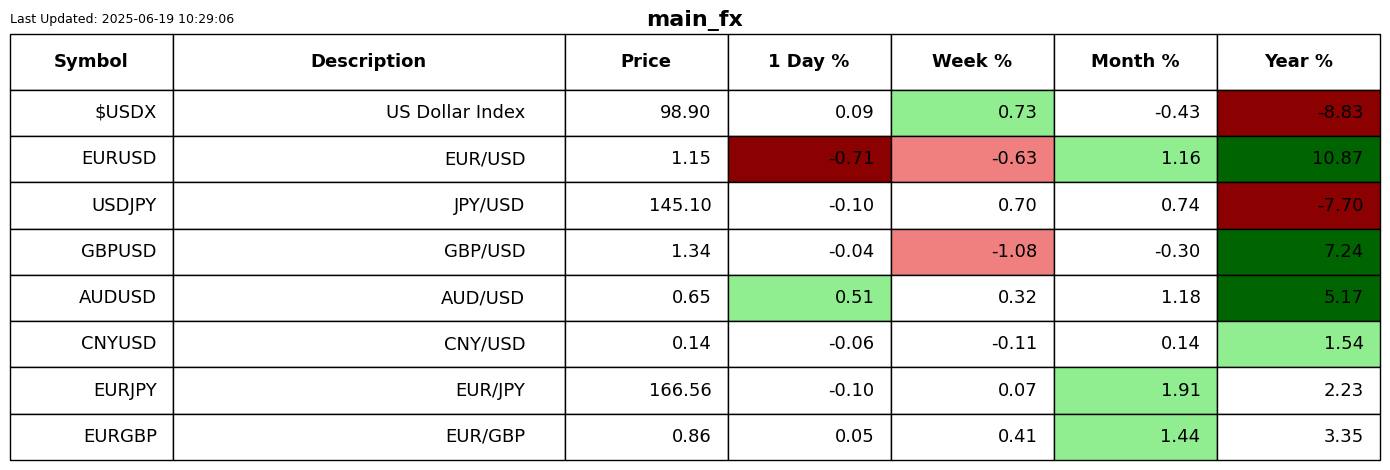 Last Updated: 2025-06-19 10:29:06
main_fx
Symbol Description Price 1 Day % Week % Month % Year %
$USDX US Dollar Index 98.90 0.09 0.73 -0.43 -8.83
EURUSD EUR/USD 1.15 -0.71 -0.63 1.16 10.87
USDJPY JPY/USD 145.10 -0.10 0.70 0.74 -7.70
GBPUSD GBP/USD 1.34 -0.04 -1.08 -0.30 7.24
AUDUSD AUD/USD 0.65 0.51 0.32 1.18 5.17
CNYUSD CNY/USD 0.14 -0.06 -0.11 0.14 1.54
EURJPY EUR/JPY 166.56 -0.10 0.07 1.91 2.23
EURGBP EUR/GBP 0.86 0.05 0.41 1.44 3.35